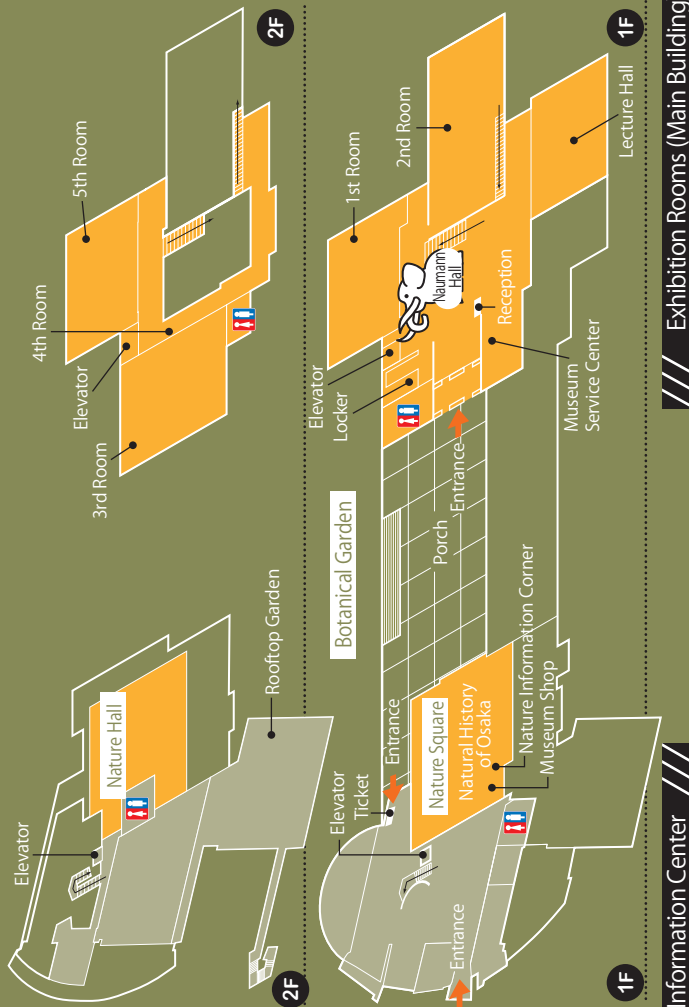 2F
5th Room
4th Room
Elevator
3rd Room
1F
Lecture Hall
2nd Room
1st Room
Naumann
Hall
Reception
Elevator
Locker
Museum
Service Center
Entrance
Porch
Botanical Garden
Exhibition Rooms (Main Building
2F
Rooftop Garden
Nature Hall
Elevator
1F
Entrance
Nature Square
Natural History
of Osaka
Nature Information Corner
Museum Shop
Elevator
Ticket
Entrance
Information Center